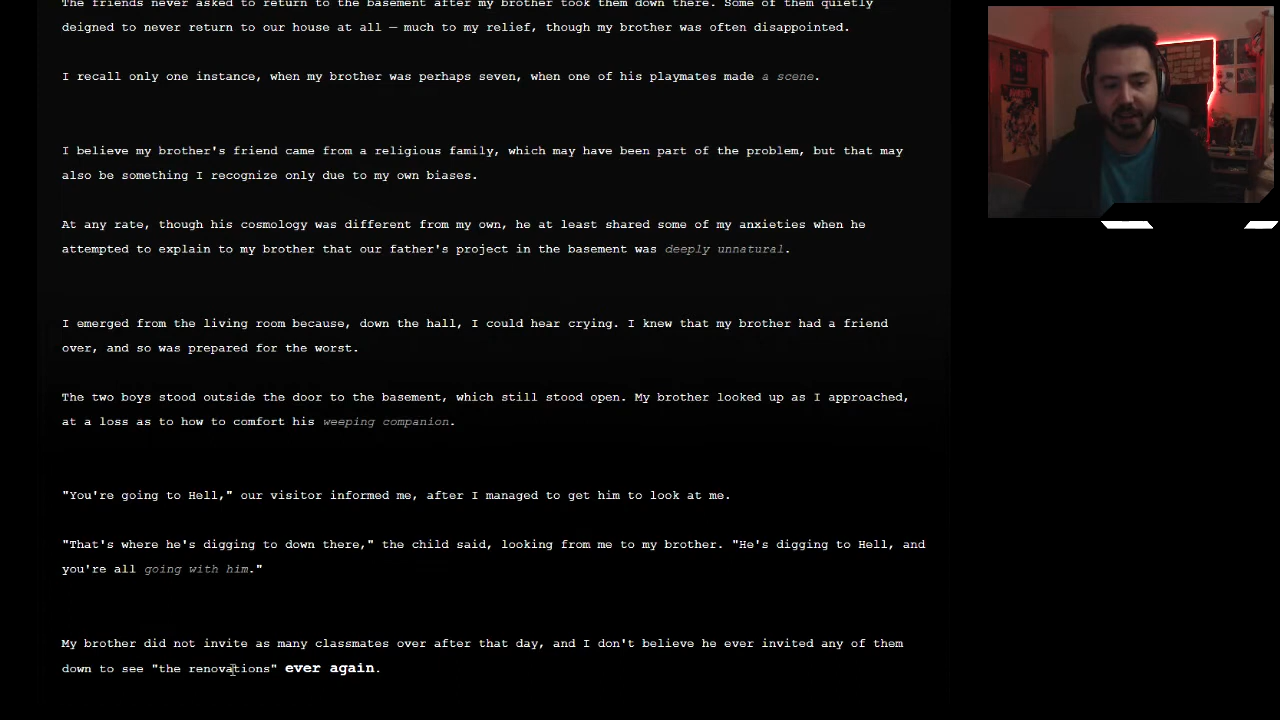 The friends never asked to return to the basement after my brother took them down there. Some of them quietly
deigned to never return to our house at all — much to my relief, though my brother was often disappointed.
I recall only one instance, when my brother was perhaps seven, when one of his playmates made a scene.
I believe my brother's friend came from a religious family, which may have been part of the problem, but that may
also be something I recognize only due to my own biases.
At any rate, though his cosmology was different from my own, he at least shared some of my anxieties when he
attempted to explain to my brother that our father's project in the basement was deeply unnatural.
I emerged from the living room because, down the hall, I could hear crying. I knew that my brother had a friend
over, and so was prepared for the worst.
The two boys stood outside the door to the basement, which still stood open. My brother looked up as I approached,
at a loss as to how to comfort his weeping companion.
"You're going to Hell," our visitor informed me, after I managed to get him to look at me.
"That's where he's digging to down there," the child said, looking from me to my brother. "He's digging to Hell, and
you're all going with him."
My brother did not invite as many classmates over after that day, and I don't believe he ever invited any of them
down to see "the renovations" ever again.